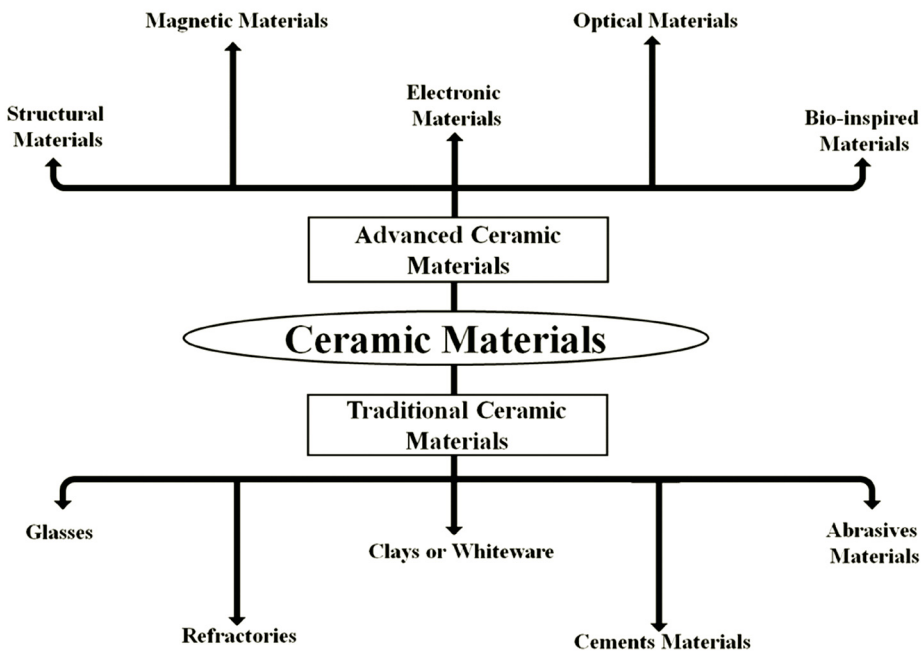 Magnetic Materials
Optical Materials
Electronic
Materials
Structural
Materials
Bio-inspired
Materials
Advanced Ceramic
Materials
Ceramic Materials
Traditional Ceramic
Materials
Glasses
Clays or Whiteware
Abrasives
Materials
Refractories
Cements Materials